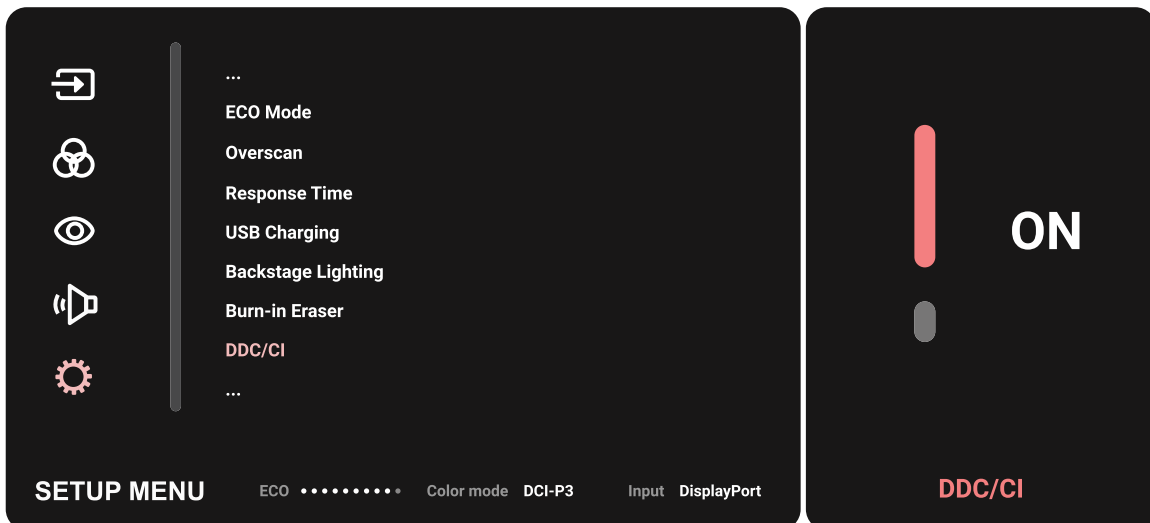 ...
ECO Mode
Overscan
Response Time
USB Charging
Backstage Lighting
Burn-in Eraser
DDC/CI
...
SETUP MENU ECO Color mode DCI-P3 Input DisplayPort
ON
DDC/CI